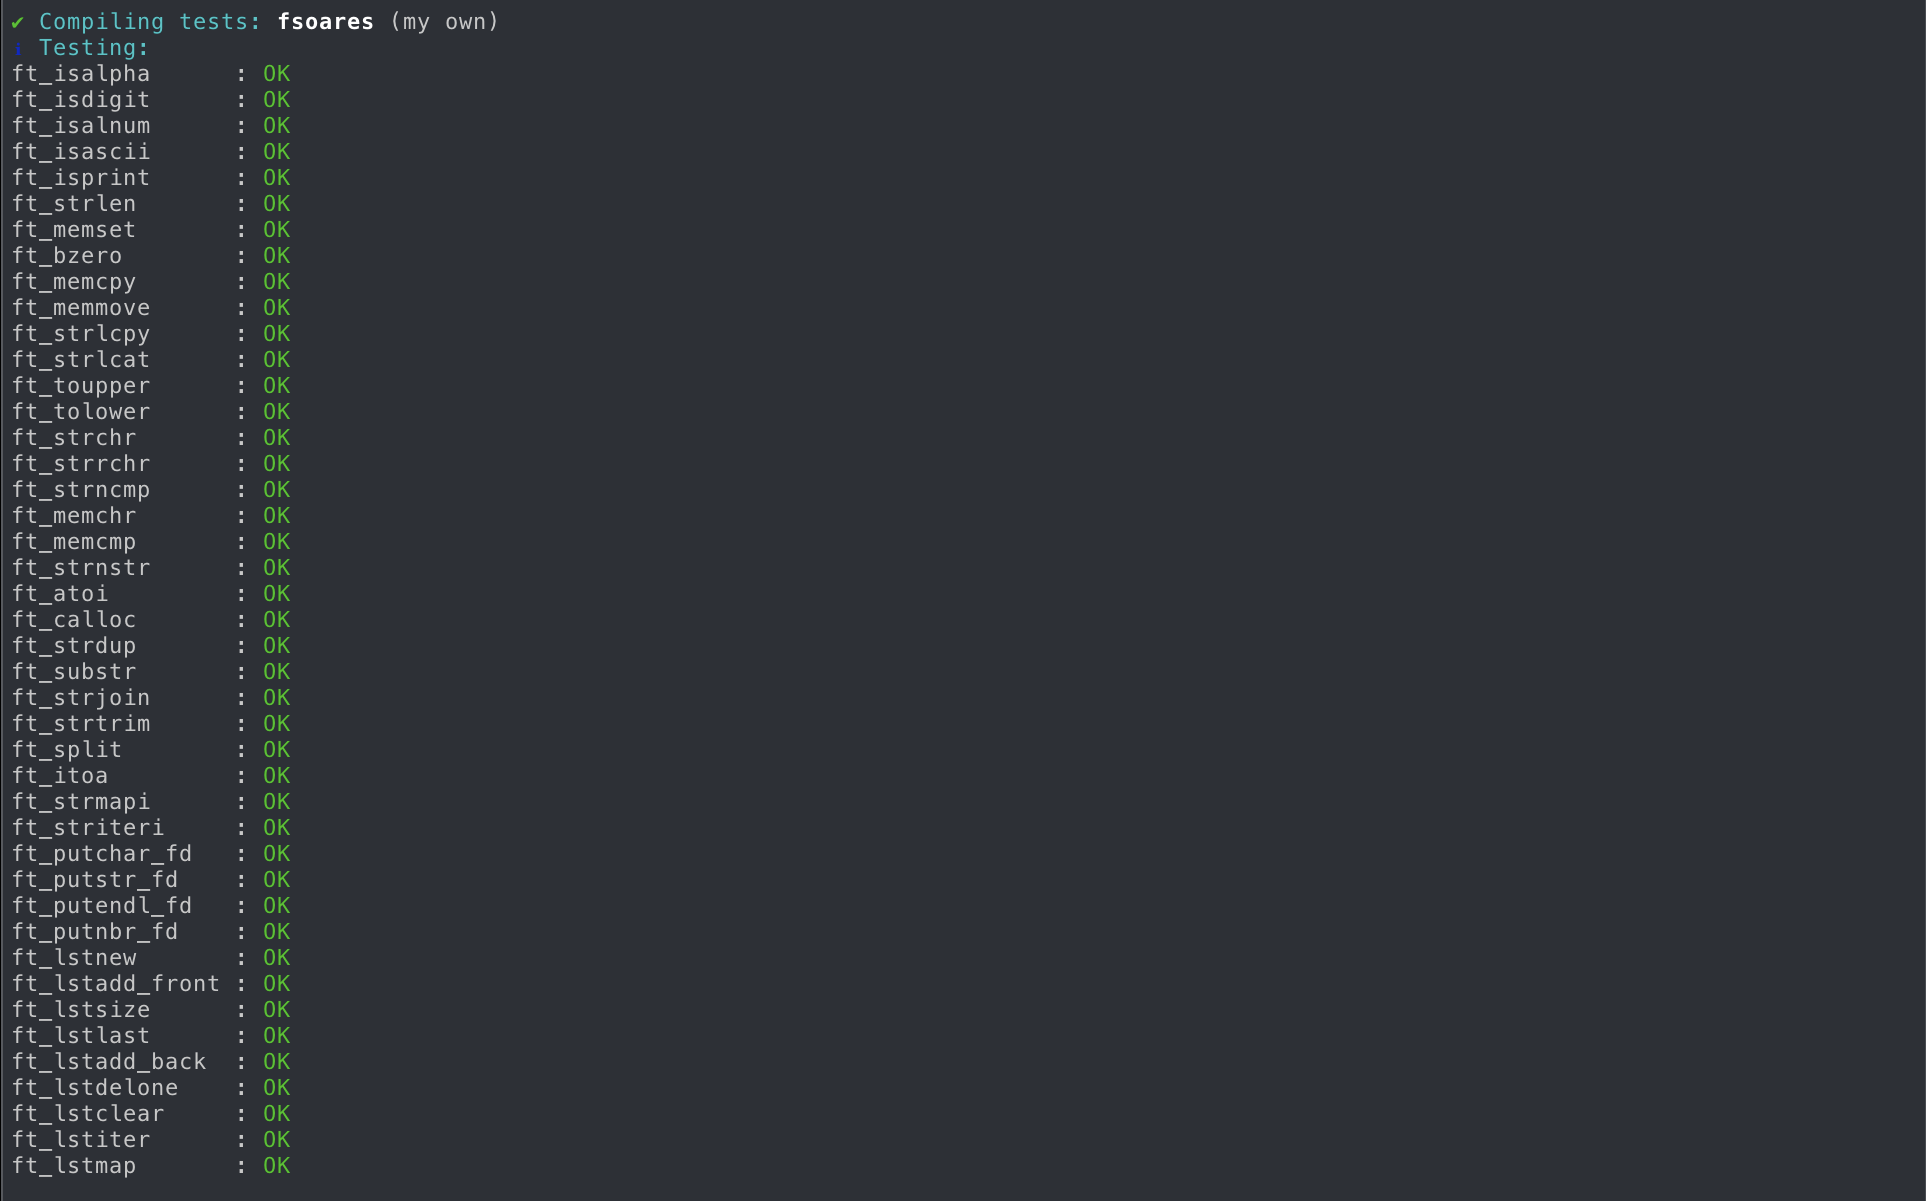 ✔ Compiling tests: fsoares (my own)
ℹ Testing:
ft_isalpha      : OK
ft_isdigit      : OK
ft_isalnum      : OK
ft_isascii      : OK
ft_isprint      : OK
ft_strlen       : OK
ft_memset       : OK
ft_bzero        : OK
ft_memcpy       : OK
ft_memmove      : OK
ft_strlcpy      : OK
ft_strlcat      : OK
ft_toupper      : OK
ft_tolower      : OK
ft_strchr       : OK
ft_strrchr      : OK
ft_strncmp      : OK
ft_memchr       : OK
ft_memcmp       : OK
ft_strnstr      : OK
ft_atoi         : OK
ft_calloc       : OK
ft_strdup       : OK
ft_substr       : OK
ft_strjoin      : OK
ft_strtrim      : OK
ft_split        : OK
ft_itoa         : OK
ft_strmapi      : OK
ft_striteri     : OK
ft_putchar_fd   : OK
ft_putstr_fd    : OK
ft_putendl_fd   : OK
ft_putnbr_fd    : OK
ft_lstnew       : OK
ft_lstadd_front : OK
ft_lstsize      : OK
ft_lstlast      : OK
ft_lstadd_back  : OK
ft_lstdelone    : OK
ft_lstclear     : OK
ft_lstiter      : OK
ft_lstmap       : OK